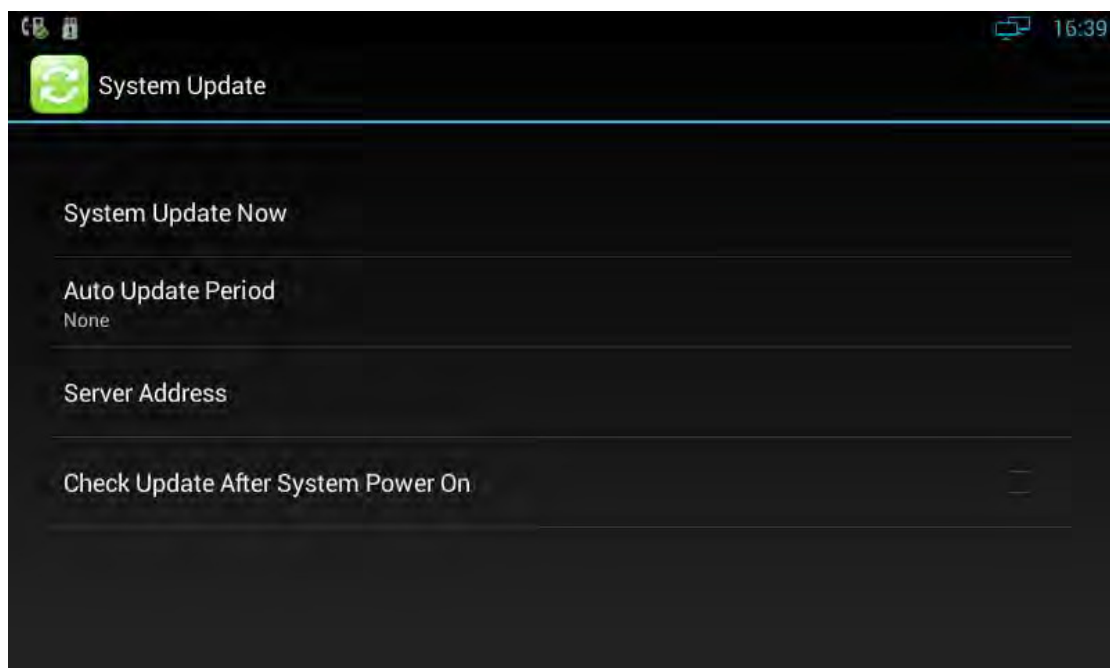 16:39
System Update
System Update Now
Auto Update Period
None
Server Address
Check Update After System Power On